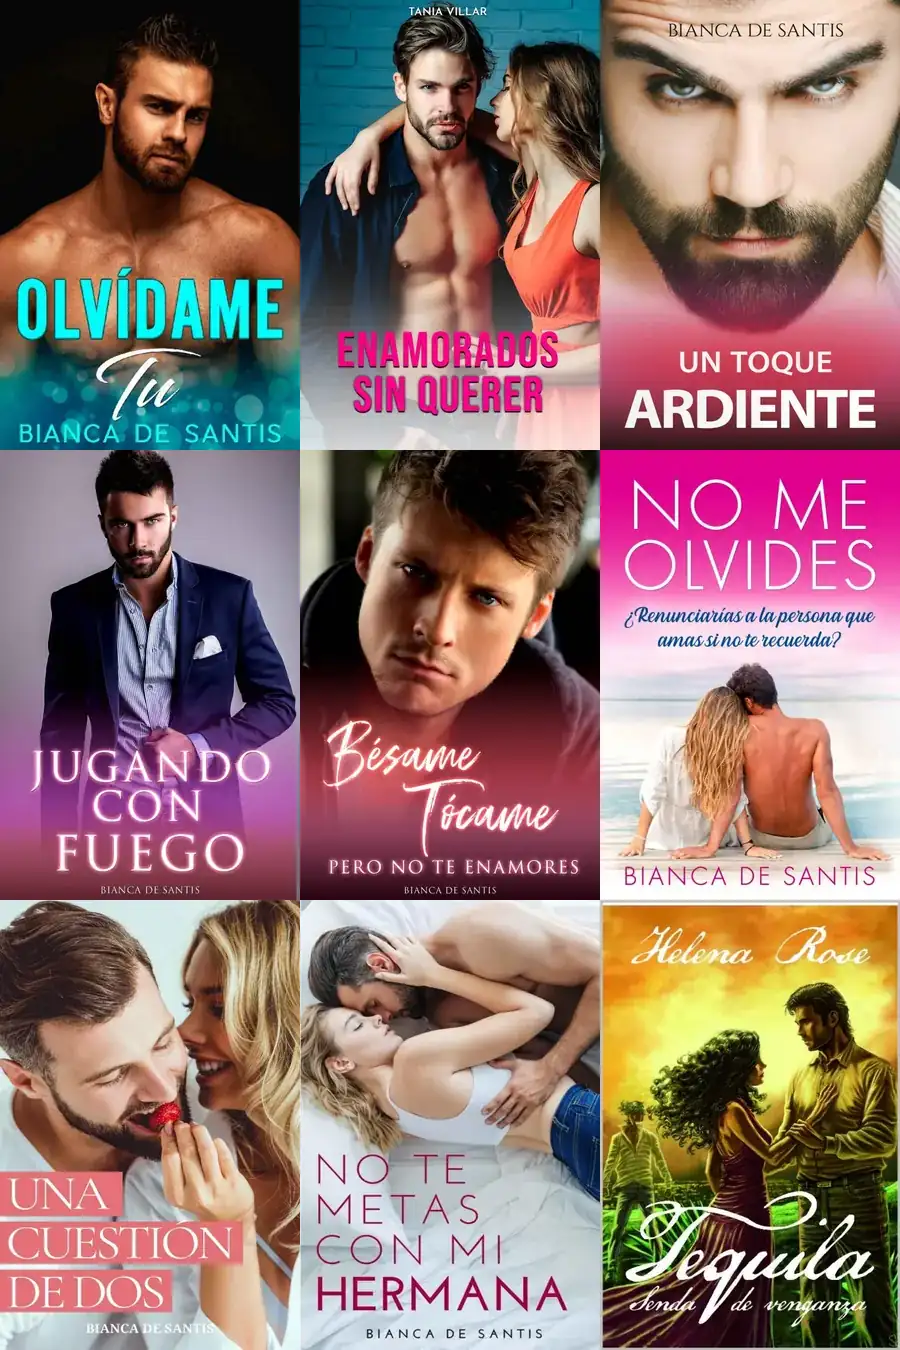 OLVÍDAME
Tu
BIANCA DE SANTIS
TANIA VILLAR
ENAMORADOS
SIN QUERER
BIANCA DE SANTIS
UN TOQUE
ARDIENTE
JUGANDO
CON
FUEGO
BIANCA DE SANTIS
Bésame
Tócame
PERO NO TE ENAMORES
BIANCA DE SANTIS
NO ME
OLVIDES
¿Renunciarías a la persona que
amas si no te recuerda?
BIANCA DE SANTIS
UNA
CUESTIÓN
DE DOS
BIANCA DE SANTIS
NO TE
METAS
CON MI
HERMANA
BIANCA DE SANTIS
Helena Rose
Tequila
Senda de venganza